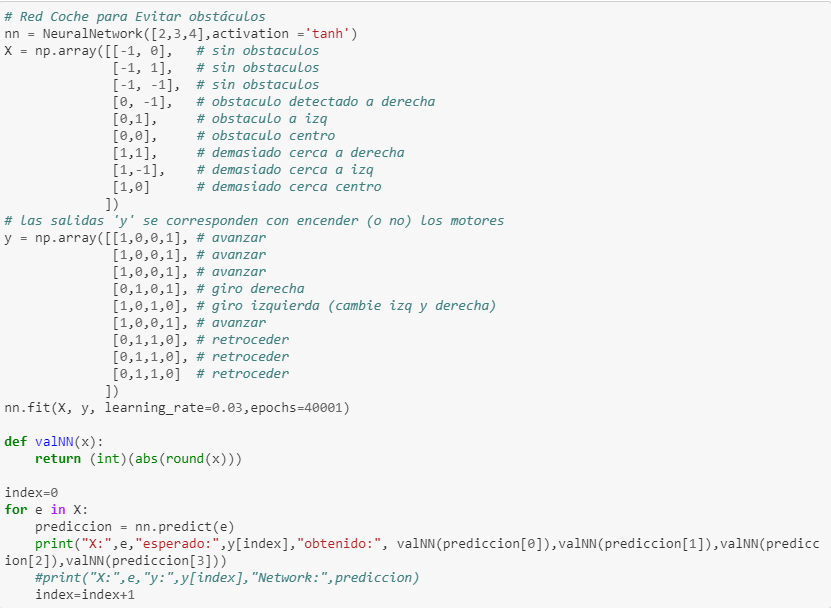 # Red Coche para Evitar obstáculos
nn = NeuralNetwork([2,3,4],activation ='tanh')
X = np.array([[-1, 0],   # sin obstaculos
              [-1, 1],   # sin obstaculos
              [-1, -1],  # sin obstaculos
              [0, -1],   # obstaculo detectado a derecha
              [0,1],     # obstaculo a izq
              [0,0],     # obstaculo centro
              [1,1],     # demasiado cerca a derecha
              [1,-1],    # demasiado cerca a izq
              [1,0]      # demasiado cerca centro
             ])
# las salidas 'y' se corresponden con encender (o no) los motores
y = np.array([[1,0,0,1], # avanzar
              [1,0,0,1], # avanzar
              [1,0,0,1], # avanzar
              [0,1,0,1], # giro derecha
              [1,0,1,0], # giro izquierda (cambie izq y derecha)
              [1,0,0,1], # avanzar
              [0,1,1,0], # retroceder
              [0,1,1,0], # retroceder
              [0,1,1,0]  # retroceder
             ])
nn.fit(X, y, learning_rate=0.03,epochs=40001)

def valNN(x):
    return (int)(abs(round(x)))

index=0
for e in X:
    prediccion = nn.predict(e)
    print("X:",e,"esperado:",y[index],"obtenido:", valNN(prediccion[0]),valNN(prediccion[1]),valNN(predicc
ion[2]),valNN(prediccion[3]))
    #print("X:",e,"y:",y[index],"Network:",prediccion)
    index=index+1